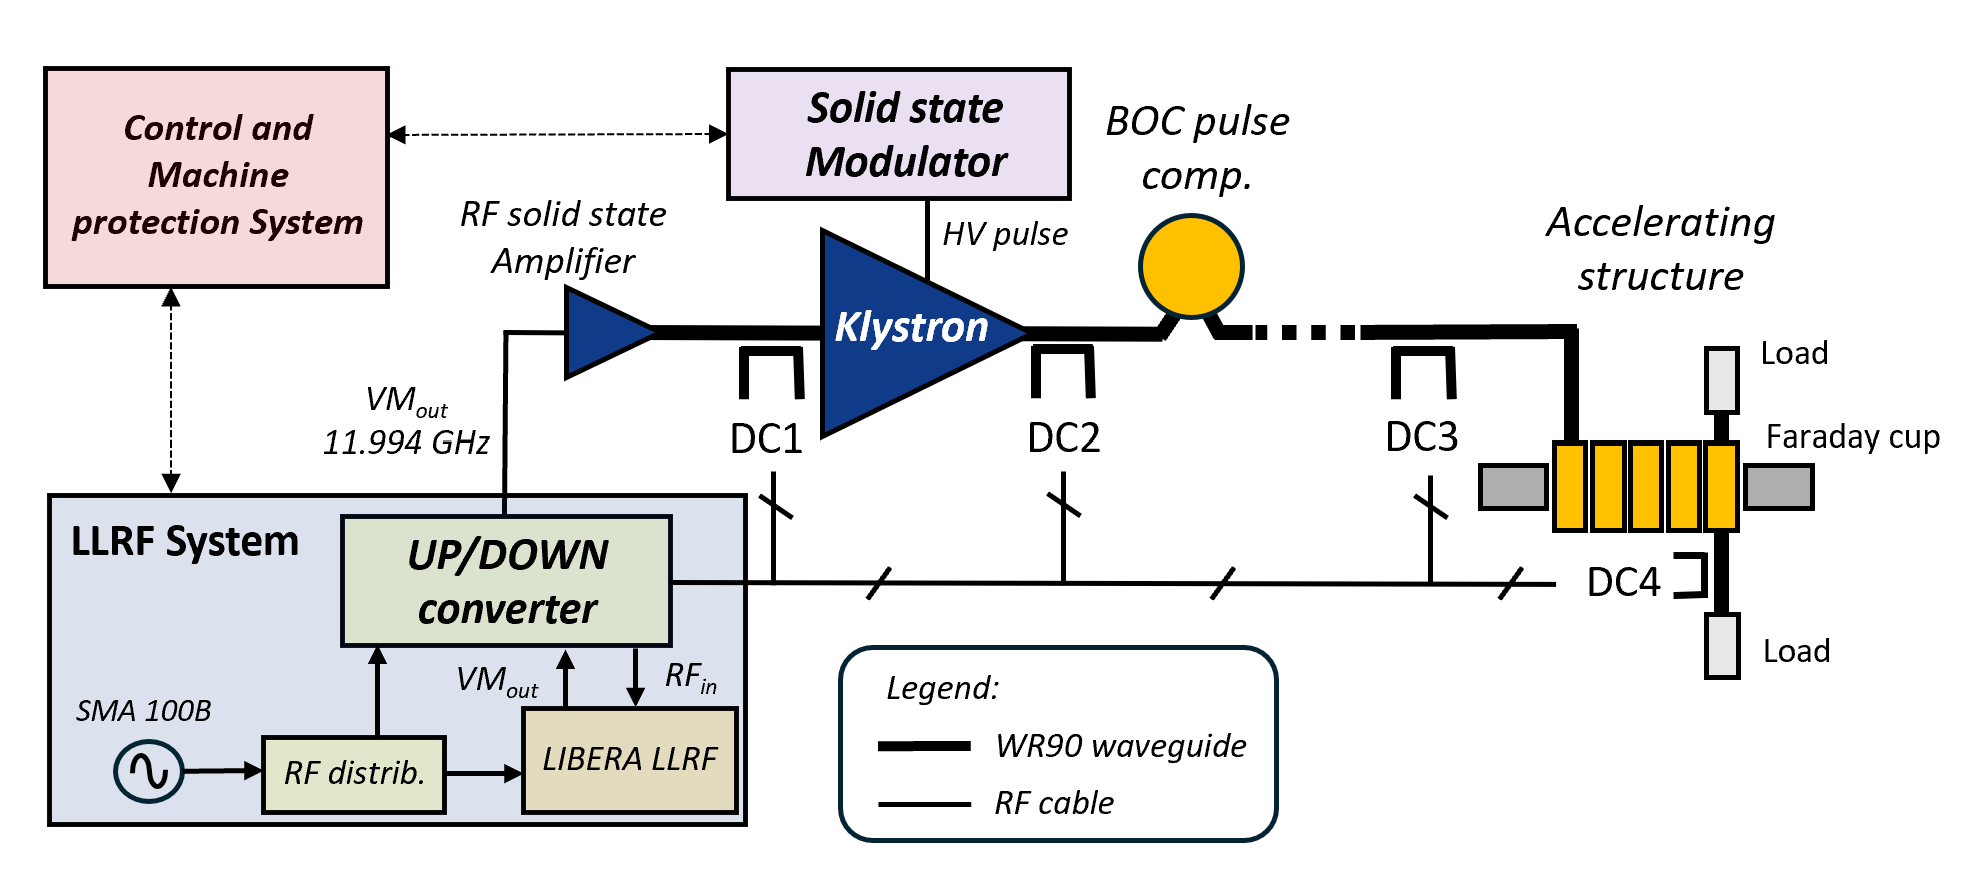 Control and
Machine
protection System
Solid state
Modulator
BOC pulse
comp.
RF solid state
Amplifier
HV pulse
Accelerating
structure
Klystron
Load
VMout
11.994 GHz
DC1
DC2
DC3
Faraday cup
LLRF System
UP/DOWN
converter
DC4
Load
VMout
RFin
SMA 100B
RF distrib.
LIBERA LLRF
Legend:
WR90 waveguide
RF cable